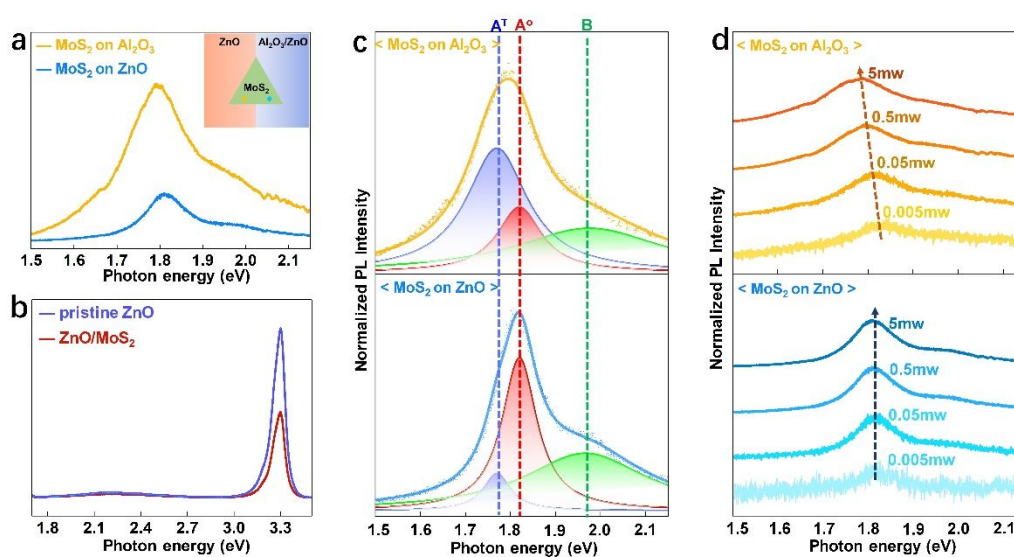 a
MoS₂ on Al₂O₃
MoS₂ on ZnO
ZnO
Al₂O₃/ZnO
MoS₂
1.5 1.6 1.7 1.8 1.9 2.0 2.1
Photon energy (eV)
b
pristine ZnO
ZnO/MoS₂
1.8 2.1 2.4 2.7 3.0 3.3
Photon energy (eV)
c
Aᵀ A⁰ B
< MoS₂ on Al₂O₃ >
< MoS₂ on ZnO >
Normalized PL Intensity
1.5 1.6 1.7 1.8 1.9 2.0 2.1
Photon energy (eV)
d
< MoS₂ on Al₂O₃ >
5mw
0.5mw
0.05mw
0.005mw
< MoS₂ on ZnO >
5mw
0.5mw
0.05mw
0.005mw
Normalized PL Intensity
1.5 1.6 1.7 1.8 1.9 2.0 2.1
Photon energy (eV)